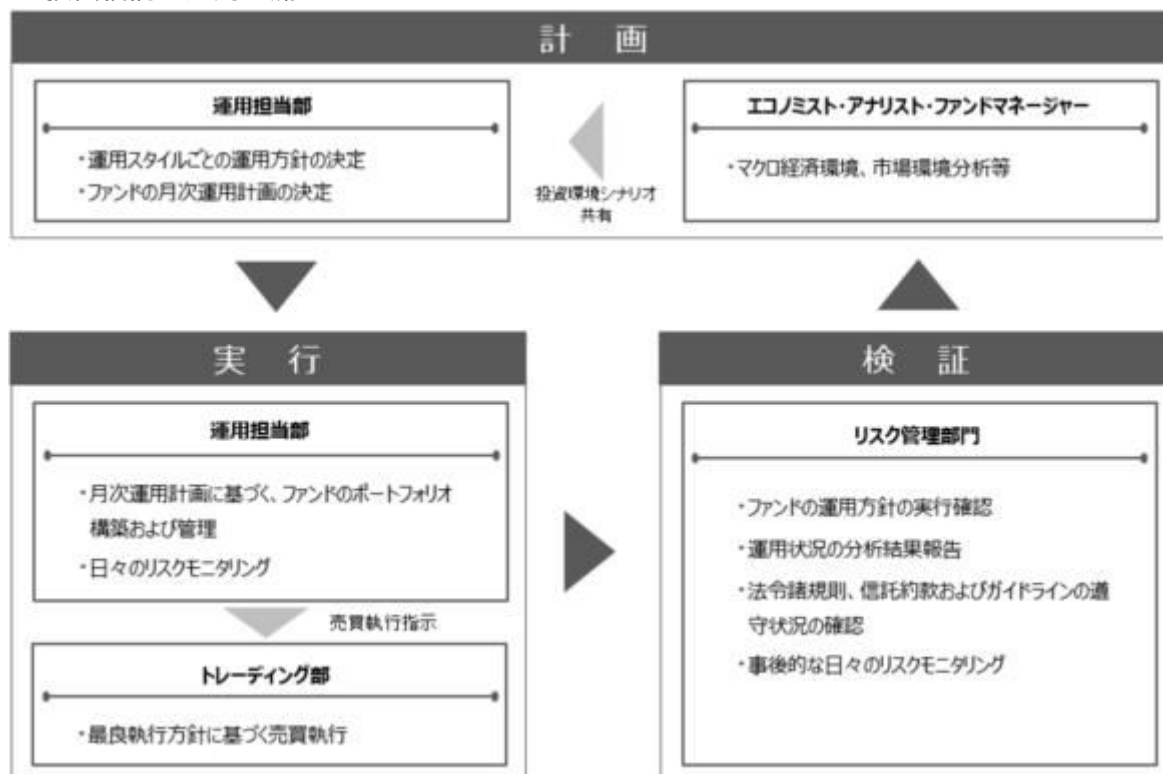 計 画
運用担当部
・運用スタイルごとの運用方針の決定
・ファンドの月次運用計画の決定
投資環境シナリオ
共有
エコノミスト・アナリスト・ファンドマネージャー
・マクロ経済環境、市場環境分析等
実 行
運用担当部
・月次運用計画に基づく、ファンドのポートフォリオ
構築および管理
・日々のリスクモニタリング
売買執行指示
トレーディング部
・最良執行方針に基づく売買執行
検 証
リスク管理部門
・ファンドの運用方針の実行確認
・運用状況の分析結果報告
・法令諸規則、信託約款およびガイドラインの遵
守状況の確認
・事後的な日々のリスクモニタリング